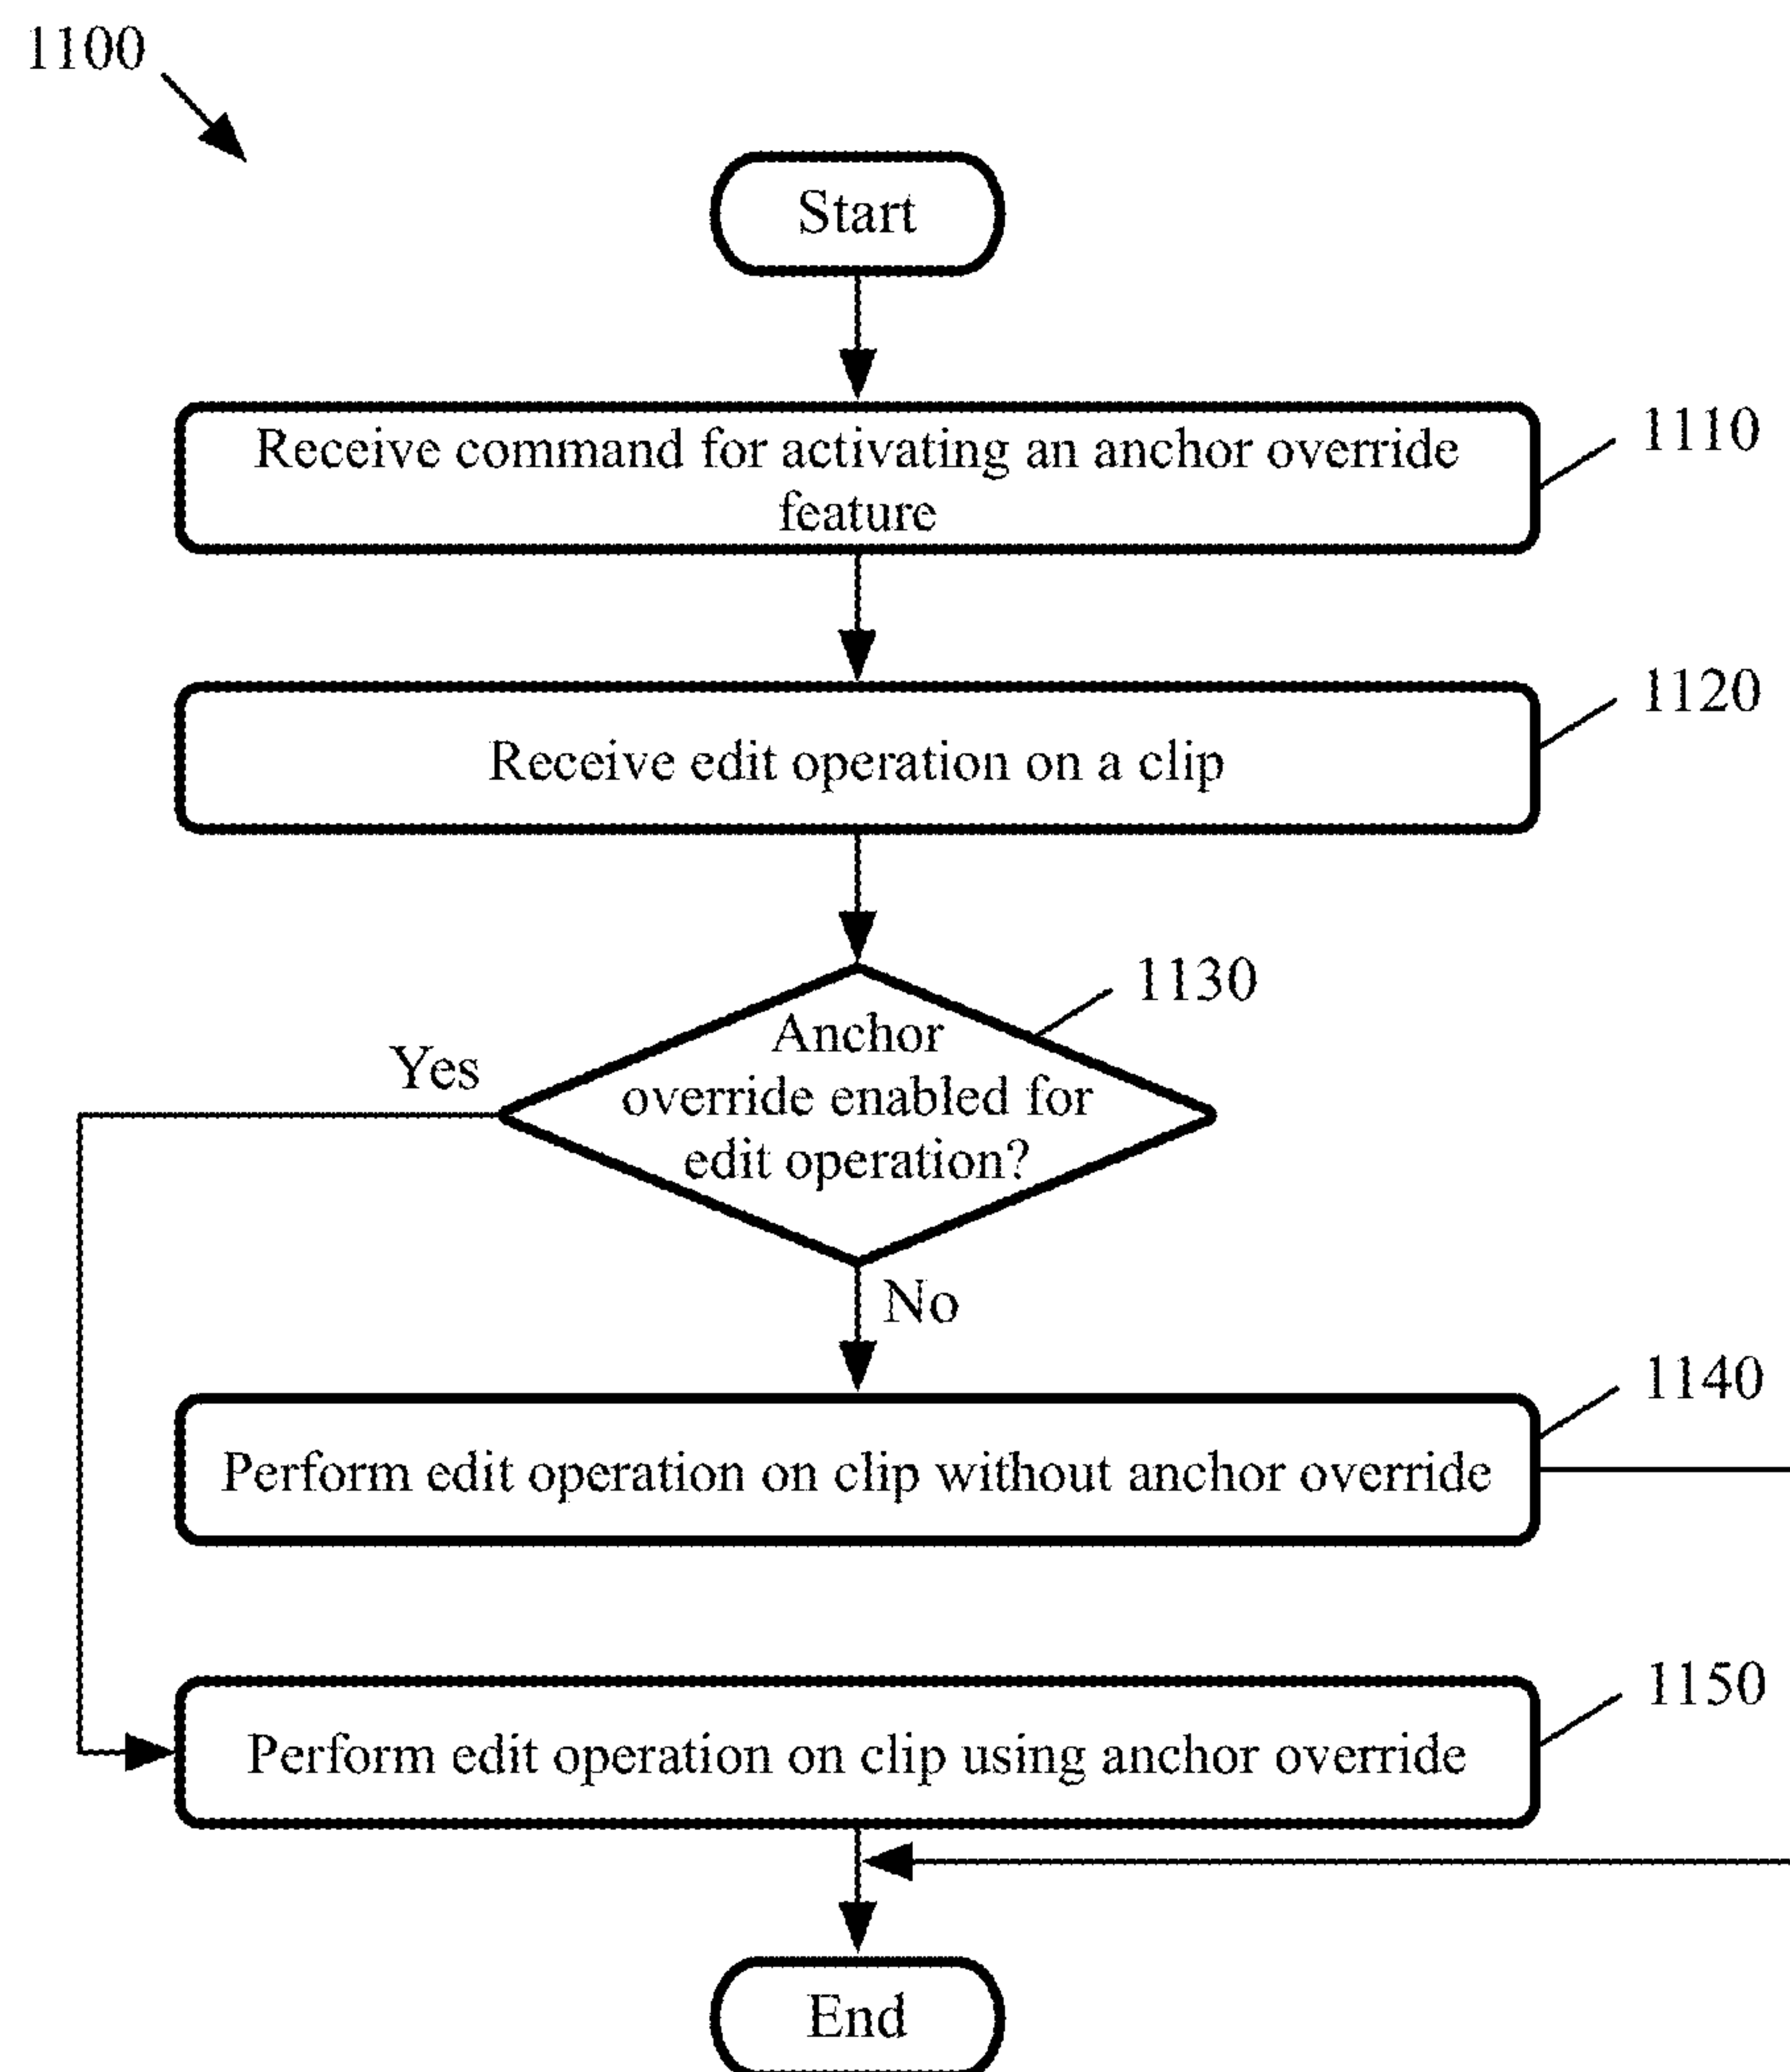 1100
Start
Receive command for activating an anchor override
feature
1110
Receive edit operation on a clip
1120
1130
Anchor
override enabled for
edit operation?
Yes
No
1140
Perform edit operation on clip without anchor override
1150
Perform edit operation on clip using anchor override
End